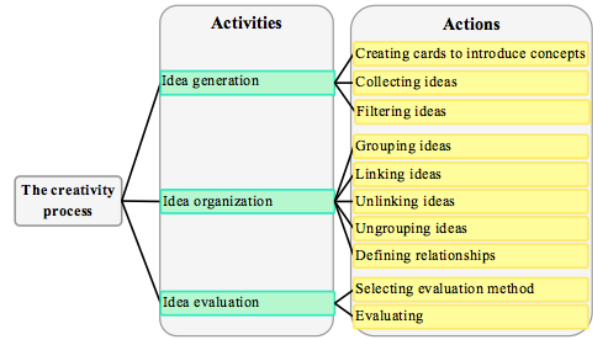 Activities
Actions
Creating cards to introduce concepts
Idea generation
Collecting ideas
Filtering ideas
Grouping ideas
Linking ideas
The creativity
process
Idea organization
Unlinking ideas
Ungrouping ideas
Defining relationships
Selecting evaluation method
Idea evaluation
Evaluating